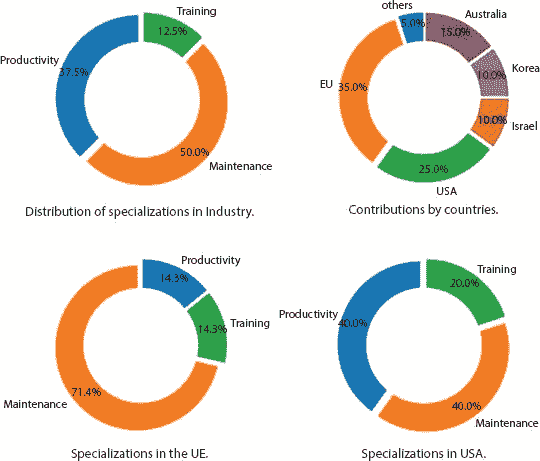 Training
12.5%
Productivity
37.5%
50.0%
Maintenance
Distribution of specializations in Industry.
others
5.0%
Australia
15.0%
Korea
10.0%
EU
35.0%
10.0%
Israel
25.0%
USA
Contributions by countries.
Productivity
14.3%
Training
14.3%
71.4%
Maintenance
Specializations in the UE.
Training
20.0%
Productivity
40.0%
40.0%
Maintenance
Specializations in USA.